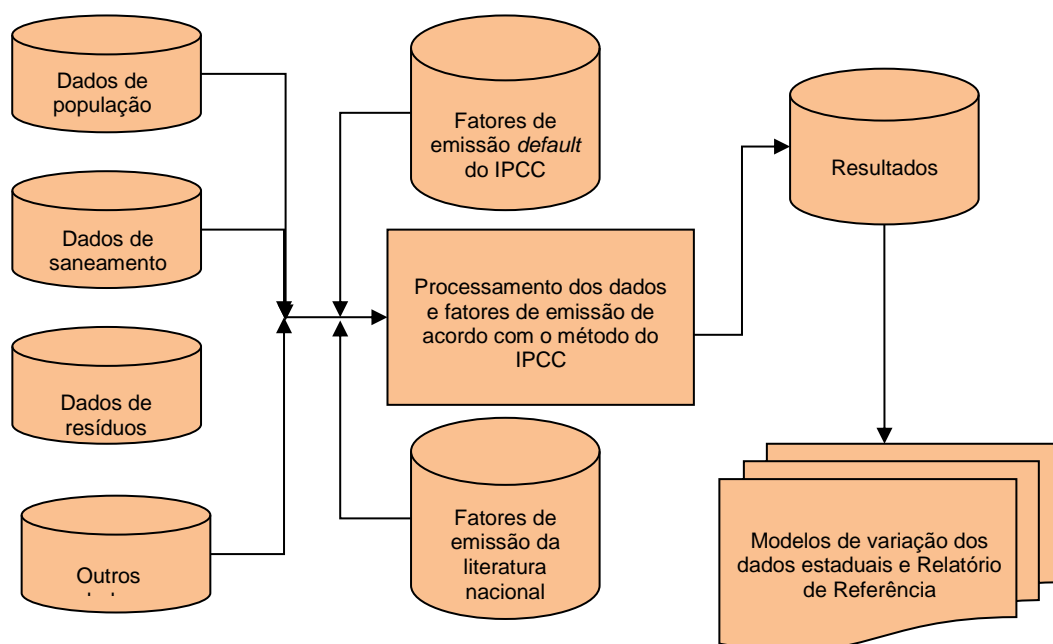 Dados de
população
Dados de
saneamento
Dados de
resíduos
Outros
Fatores de
emissão default
do IPCC
Processamento dos dados
e fatores de emissão de
acordo com o método do
IPCC
Fatores de
emissão da
literatura
nacional
Resultados
Modelos de variação dos
dados estaduais e Relatório
de Referência